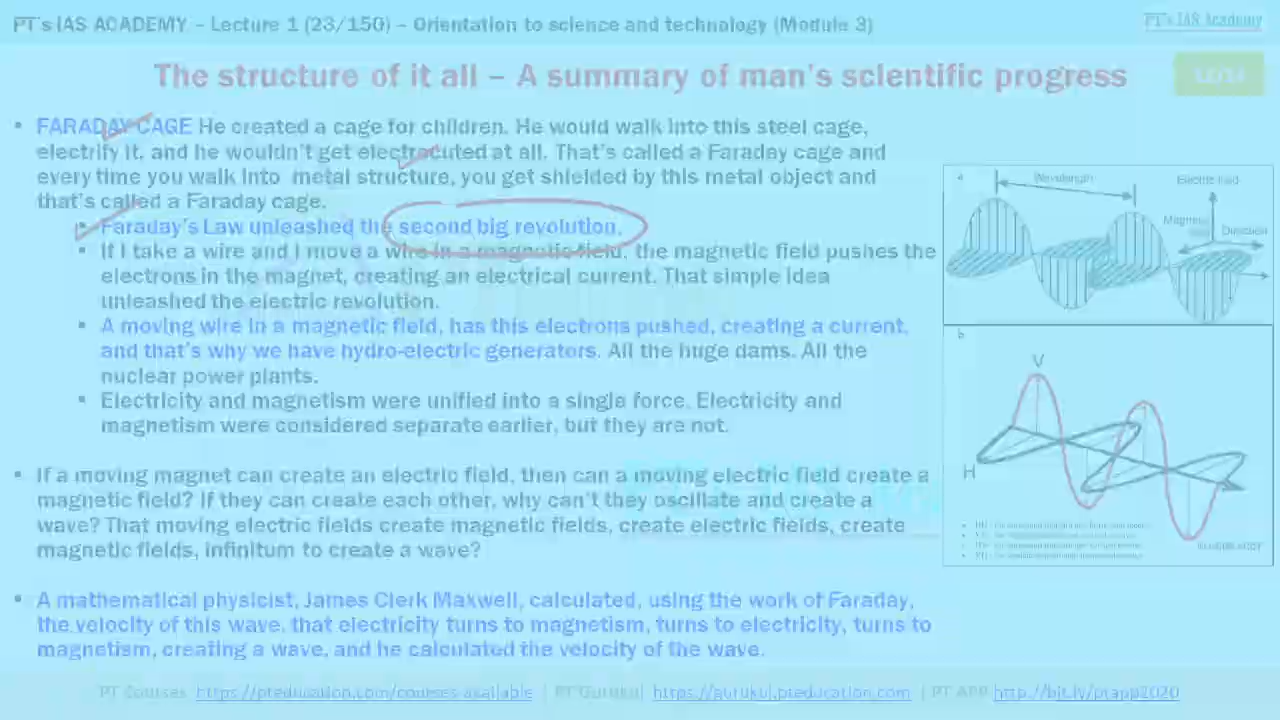 PT's IAS ACADEMY – Lecture 1 (23/150) – Orientation to science and technology (Module 3)
PT's IAS Academy
The structure of it all – A summary of man's scientific progress
• FARADAY CAGE He created a cage for children. He would walk into this steel cage,
electrify it, and he wouldn't get electrocuted at all. That's called a Faraday cage and
every time you walk into metal structure, you get shielded by this metal object and
that's called a Faraday cage.
• Faraday's Law unleashed the second big revolution.
• If I take a wire and I move a wire in a magnetic field, the magnetic field pushes the
electrons in the magnet, creating an electrical current. That simple idea
unleashed the electric revolution.
• A moving wire in a magnetic field, has this electrons pushed, creating a current,
and that's why we have hydro-electric generators. All the huge dams. All the
nuclear power plants.
• Electricity and magnetism were unified into a single force. Electricity and
magnetism were considered separate earlier, but they are not.
• If a moving magnet can create an electric field, then can a moving electric field create a
magnetic field? If they can create each other, why can't they oscillate and create a
wave? That moving electric fields create magnetic fields, create electric fields, create
magnetic fields, infinitum to create a wave?
• A mathematical physicist, James Clerk Maxwell, calculated, using the work of Faraday,
the velocity of this wave, that electricity turns to magnetism, turns to electricity, turns to
magnetism, creating a wave, and he calculated the velocity of the wave.
a
Wavelength
Electric field
Magnetic
Direction
b
V
H
PT Courses https://pteducation.com/courses-available | PT Gurukul https://gurukul.pteducation.com | PT APP http://bit.ly/ptapp2020